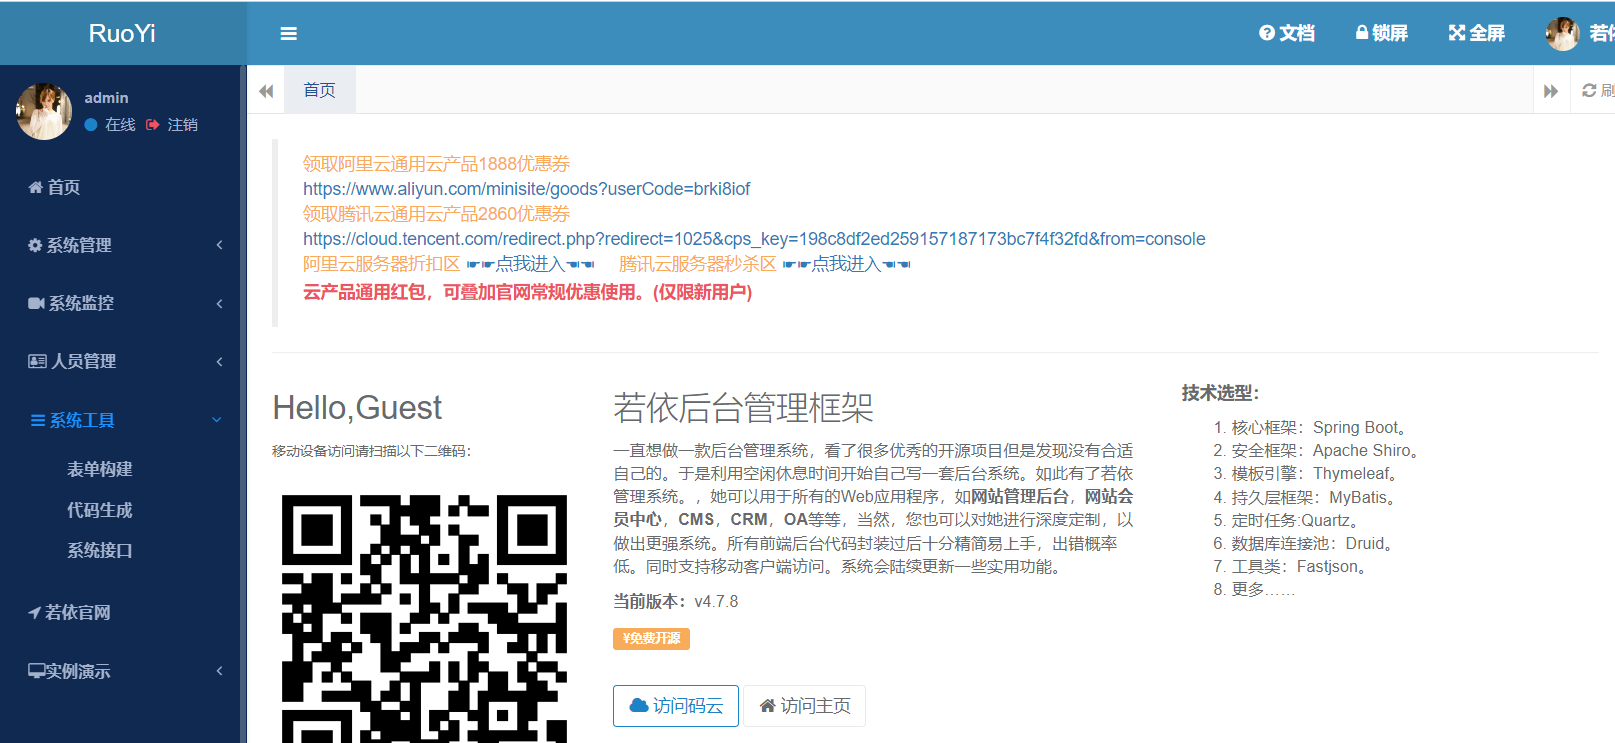 RuoYi
文档
锁屏
全屏
admin
在线 注销
首页
系统管理
系统监控
人员管理
系统工具
表单构建
代码生成
系统接口
若依官网
实例演示
首页
领取阿里云通用云产品1888优惠券
https://www.aliyun.com/minisite/goods?userCode=brki8iof
领取腾讯云通用云产品2860优惠券
https://cloud.tencent.com/redirect.php?redirect=1025&cps_key=198c8df2ed259157187173bc7f4f32fd&from=console
阿里云服务器折扣区 ☛☛点我进入☚☚ 腾讯云服务器秒杀区 ☛☛点我进入☚☚
云产品通用红包，可叠加官网常规优惠使用。(仅限新用户)
Hello,Guest
移动设备访问请扫描以下二维码：
若依后台管理框架
一直想做一款后台管理系统，看了很多优秀的开源项目但是发现没有合适
自己的。于是利用空闲休息时间开始自己写一套后台系统。如此有了若依
管理系统。，她可以用于所有的Web应用程序，如网站管理后台，网站会
员中心，CMS，CRM，OA等等，当然，您也可以对她进行深度定制，以
做出更强系统。所有前端后台代码封装过后十分精简易上手，出错概率
低。同时支持移动客户端访问。系统会陆续更新一些实用功能。
当前版本：v4.7.8
¥免费开源
访问码云 访问主页
技术选型：
1. 核心框架：Spring Boot。
2. 安全框架：Apache Shiro。
3. 模板引擎：Thymeleaf。
4. 持久层框架：MyBatis。
5. 定时任务:Quartz。
6. 数据库连接池：Druid。
7. 工具类：Fastjson。
8. 更多……